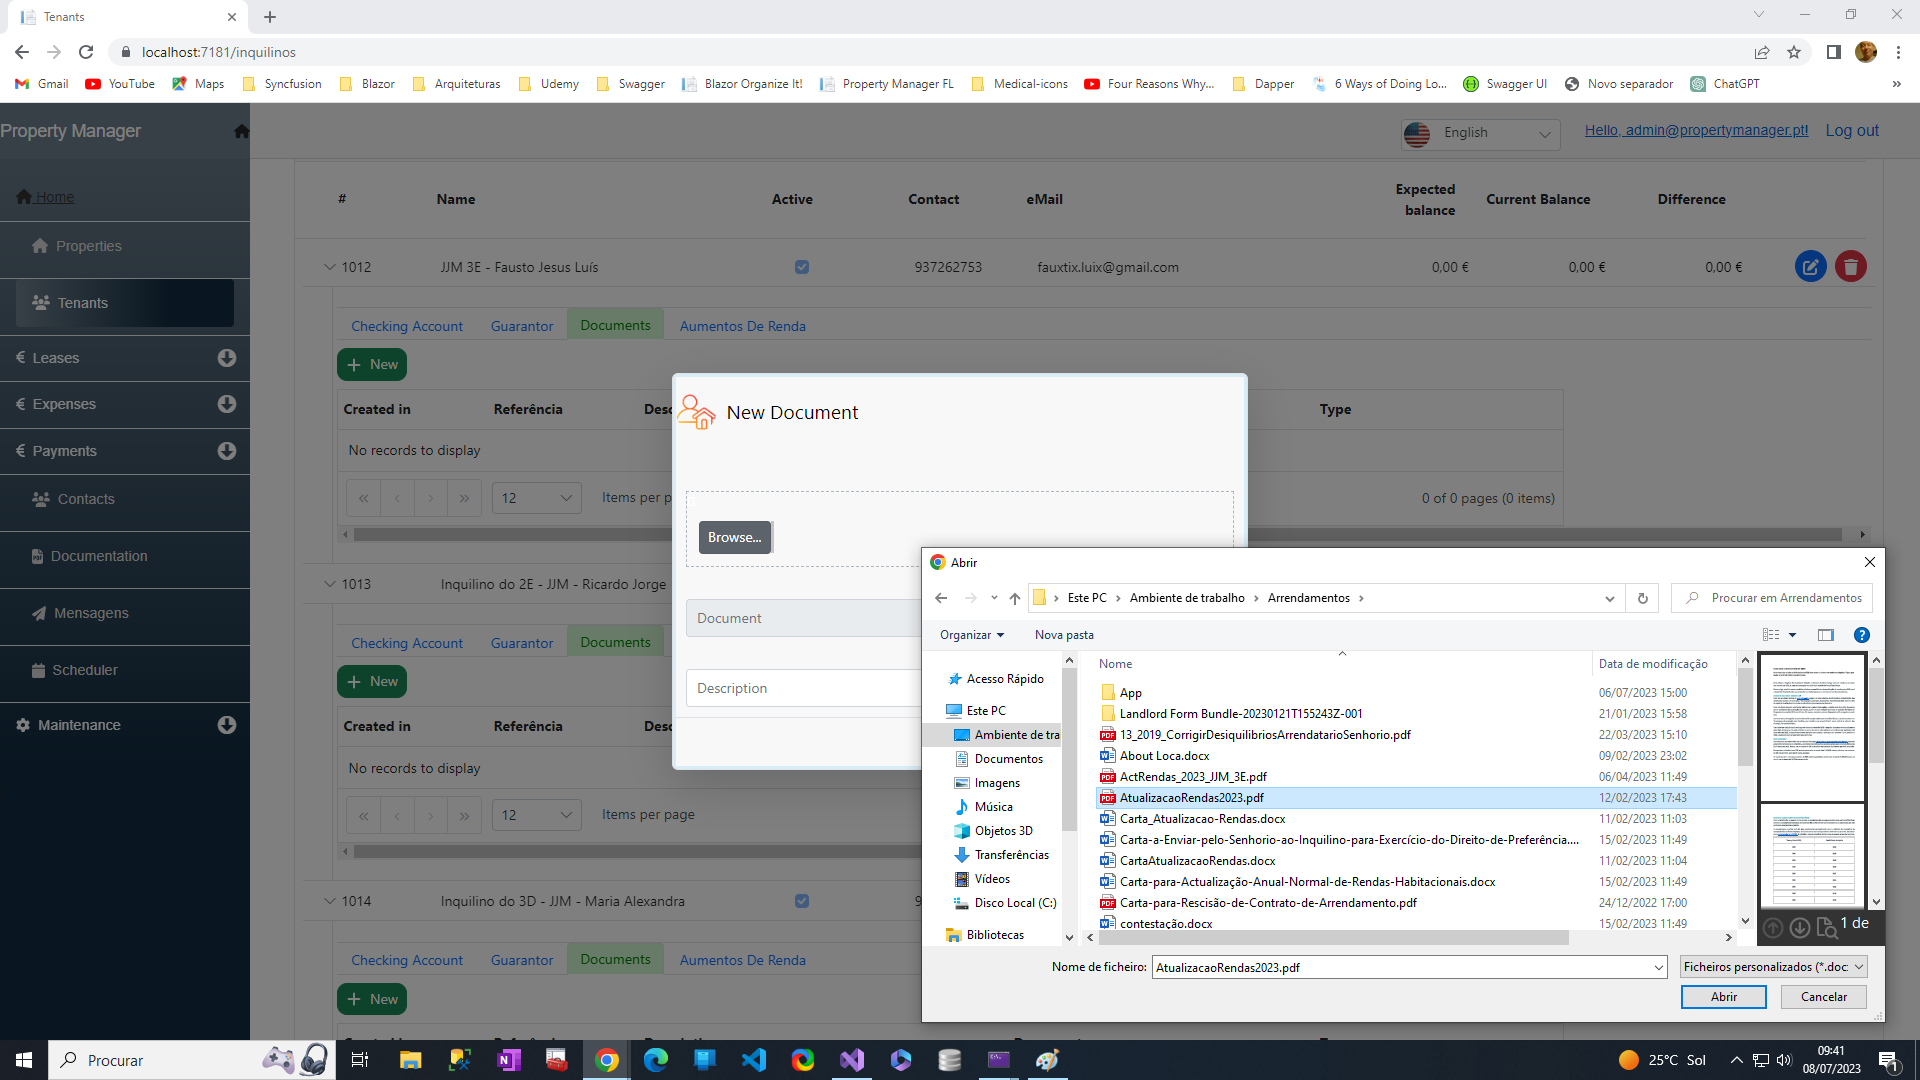 Tenants
localhost:7181/inquilinos
Gmail YouTube Maps Syncfusion Blazor Arquiteturas Udemy Swagger Blazor Organize It! Property Manager FL Medical-icons Four Reasons Why... Dapper 6 Ways of Doing Lo... Swagger UI Novo separador ChatGPT »
Property Manager
English
Hello, admin@propertymanager.pt!
Log out
Home
Properties
Tenants
€ Leases
€ Expenses
€ Payments
Contacts
Documentation
Mensagens
Scheduler
Maintenance
# Name Active Contact eMail Expected balance Current Balance Difference
1012 JJM 3E - Fausto Jesus Luís 937262753 fauxtix.luix@gmail.com 0,00 € 0,00 € 0,00 €
Checking Account Guarantor Documents Aumentos De Renda
+ New
Created in Referência Desc Type
No records to display
12 Items per p 0 of 0 pages (0 items)
1013 Inquilino do 2E - JJM - Ricardo Jorge
Checking Account Guarantor Documents
+ New
Created in Referência Desc
No records to display
12 Items per page
1014 Inquilino do 3D - JJM - Maria Alexandra 9
Checking Account Guarantor Documents Aumentos De Renda
+ New
New Document
Browse...
Document
Description
Abrir
Este PC › Ambiente de trabalho › Arrendamentos ›
Procurar em Arrendamentos
Organizar Nova pasta
Acesso Rápido
Este PC
Ambiente de tra
Documentos
Imagens
Música
Objetos 3D
Transferências
Vídeos
Disco Local (C:)
Bibliotecas
Nome Data de modificação
App 06/07/2023 15:00
Landlord Form Bundle-20230121T155243Z-001 21/01/2023 15:58
13_2019_CorrigirDesiquilibriosArrendatarioSenhorio.pdf 22/03/2023 15:10
About Loca.docx 09/02/2023 23:02
ActRendas_2023_JJM_3E.pdf 06/04/2023 11:49
AtualizacaoRendas2023.pdf 12/02/2023 17:43
Carta_Atualizacao-Rendas.docx 11/02/2023 11:03
Carta-a-Enviar-pelo-Senhorio-ao-Inquilino-para-Exercício-do-Direito-de-Preferência.... 15/02/2023 11:49
CartaAtualizacaoRendas.docx 11/02/2023 11:04
Carta-para-Actualização-Anual-Normal-de-Rendas-Habitacionais.docx 15/02/2023 11:49
Carta-para-Rescisão-de-Contrato-de-Arrendamento.pdf 24/12/2022 17:00
contestação.docx 15/02/2023 11:49
1 de
Nome de ficheiro: AtualizacaoRendas2023.pdf
Ficheiros personalizados (*.doc
Abrir Cancelar
Procurar
25°C Sol
09:41
08/07/2023
1